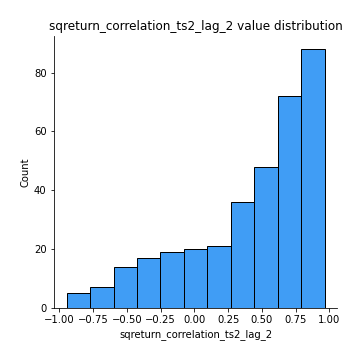 sqreturn_correlation_ts2_lag_2 value distribution
80
60
40
20
0
Count
−1.00 −0.75 −0.50 −0.25 0.00 0.25 0.50 0.75 1.00
sqreturn_correlation_ts2_lag_2